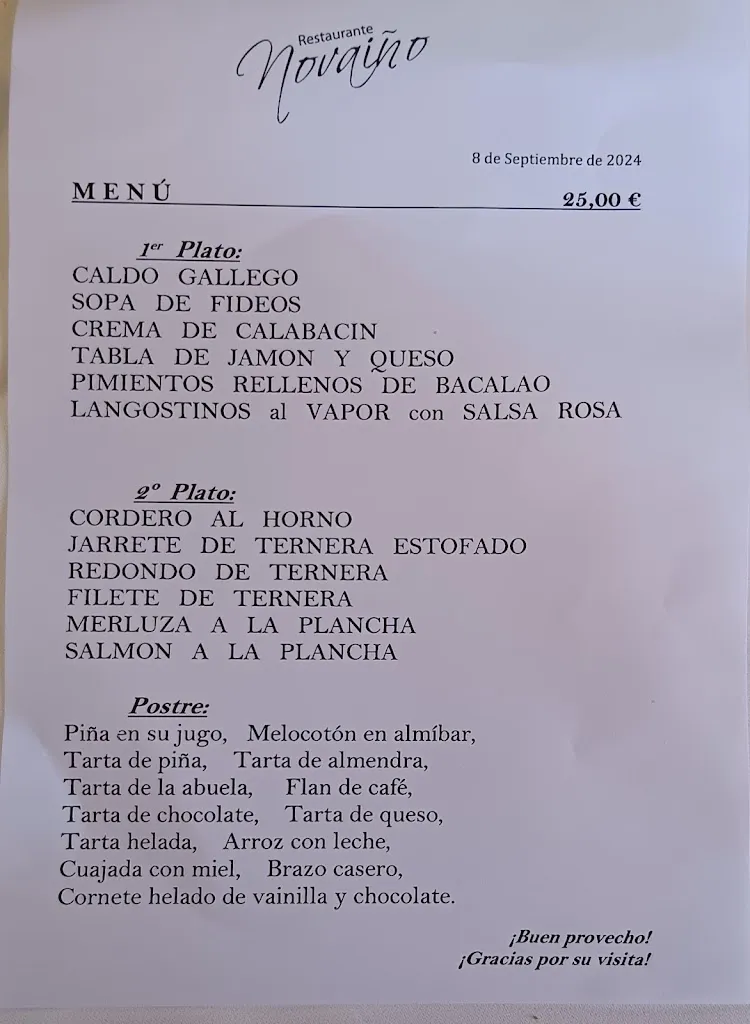 Restaurante
Novaiño
8 de Septiembre de 2024
MENÚ 25,00 €
1er Plato:
CALDO GALLEGO
SOPA DE FIDEOS
CREMA DE CALABACIN
TABLA DE JAMON Y QUESO
PIMIENTOS RELLENOS DE BACALAO
LANGOSTINOS al VAPOR con SALSA ROSA
2º Plato:
CORDERO AL HORNO
JARRETE DE TERNERA ESTOFADO
REDONDO DE TERNERA
FILETE DE TERNERA
MERLUZA A LA PLANCHA
SALMON A LA PLANCHA
Postre:
Piña en su jugo, Melocotón en almíbar,
Tarta de piña, Tarta de almendra,
Tarta de la abuela, Flan de café,
Tarta de chocolate, Tarta de queso,
Tarta helada, Arroz con leche,
Cuajada con miel, Brazo casero,
Cornete helado de vainilla y chocolate.
¡Buen provecho!
¡Gracias por su visita!